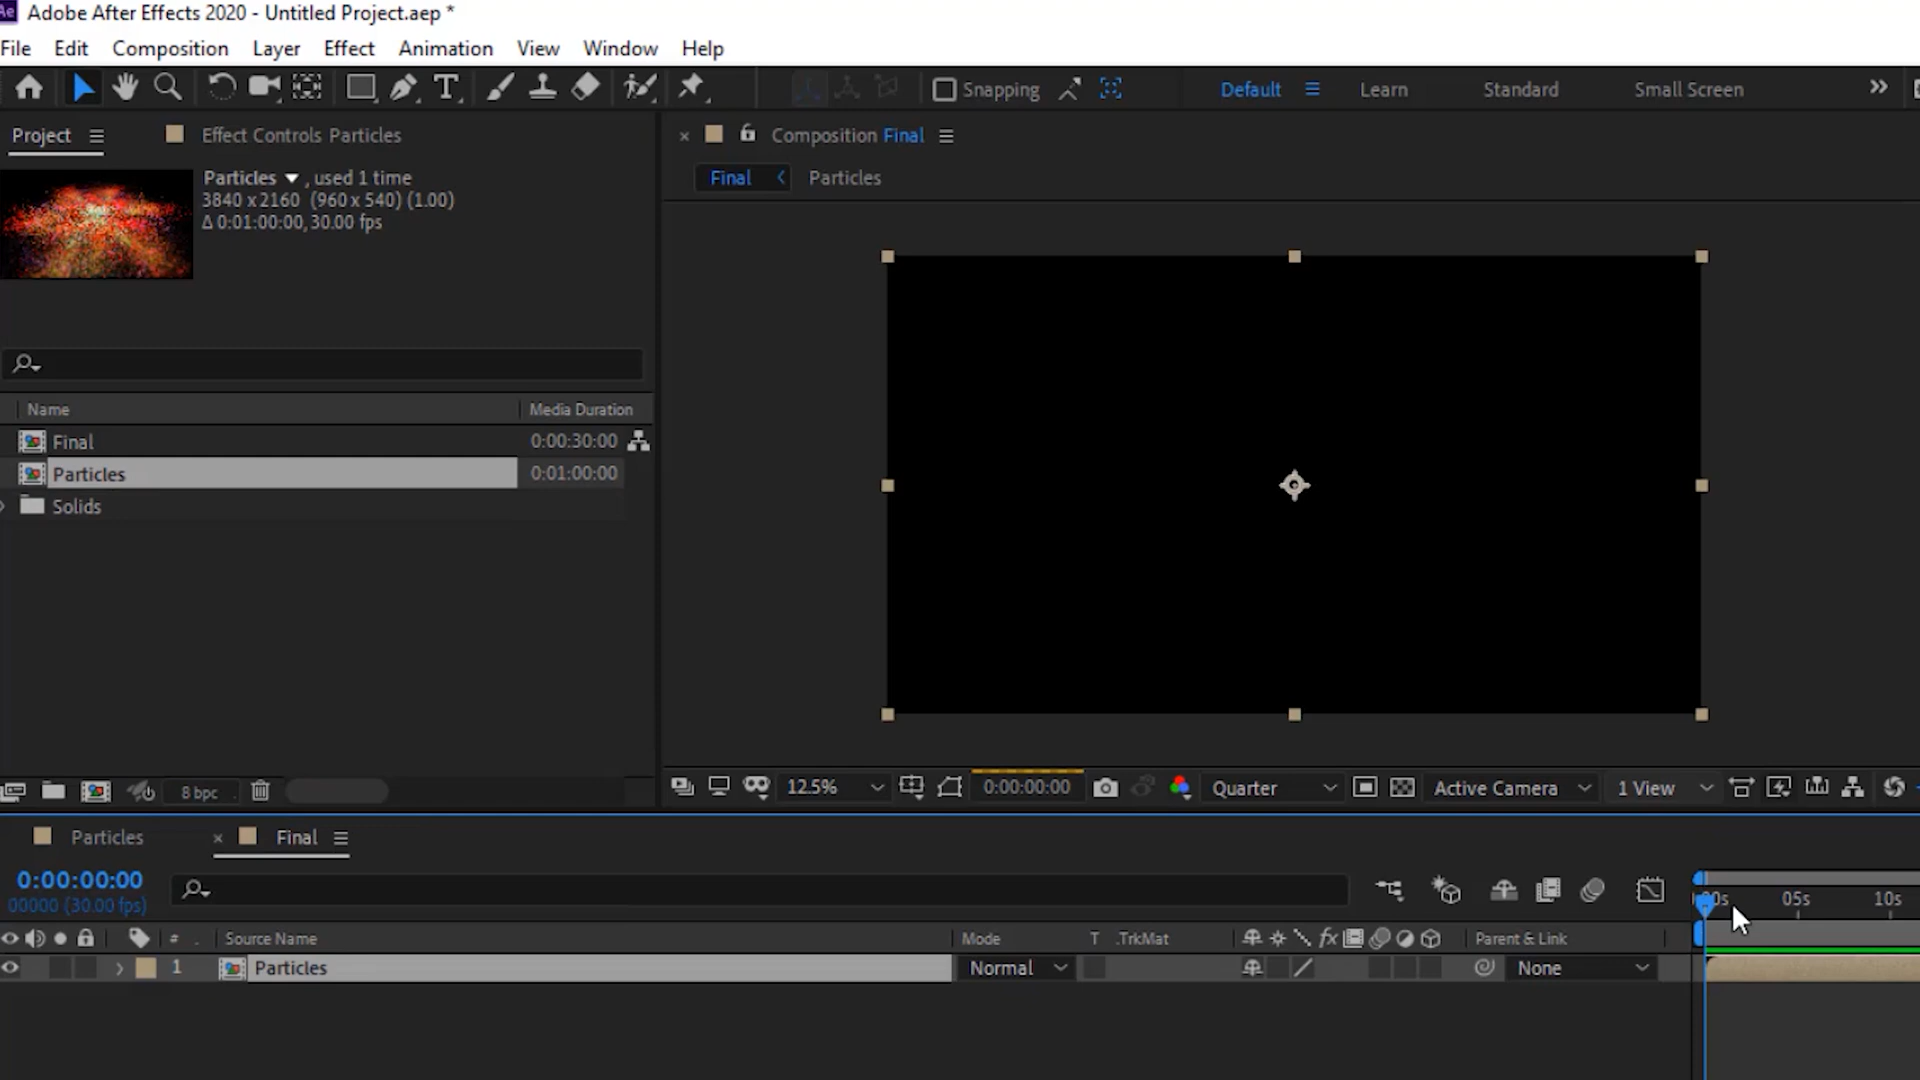 Ae Adobe After Effects 2020 - Untitled Project.aep *
File Edit Composition Layer Effect Animation View Window Help
T Snapping Default Learn Standard Small Screen
Project Effect Controls Particles
× Composition Final
Particles , used 1 time
3840 x 2160 (960 x 540) (1.00)
Δ 0:01:00:00, 30.00 fps
Final Particles
Name Media Duration
Final 0:00:30:00
Particles 0:01:00:00
Solids
8 bpc
12.5% 0:00:00:00 Quarter Active Camera 1 View
Particles × Final
0:00:00:00
00000 (30.00 fps)
05s 10s
# . Source Name Mode T .TrkMat fx Parent & Link
1 Particles Normal None